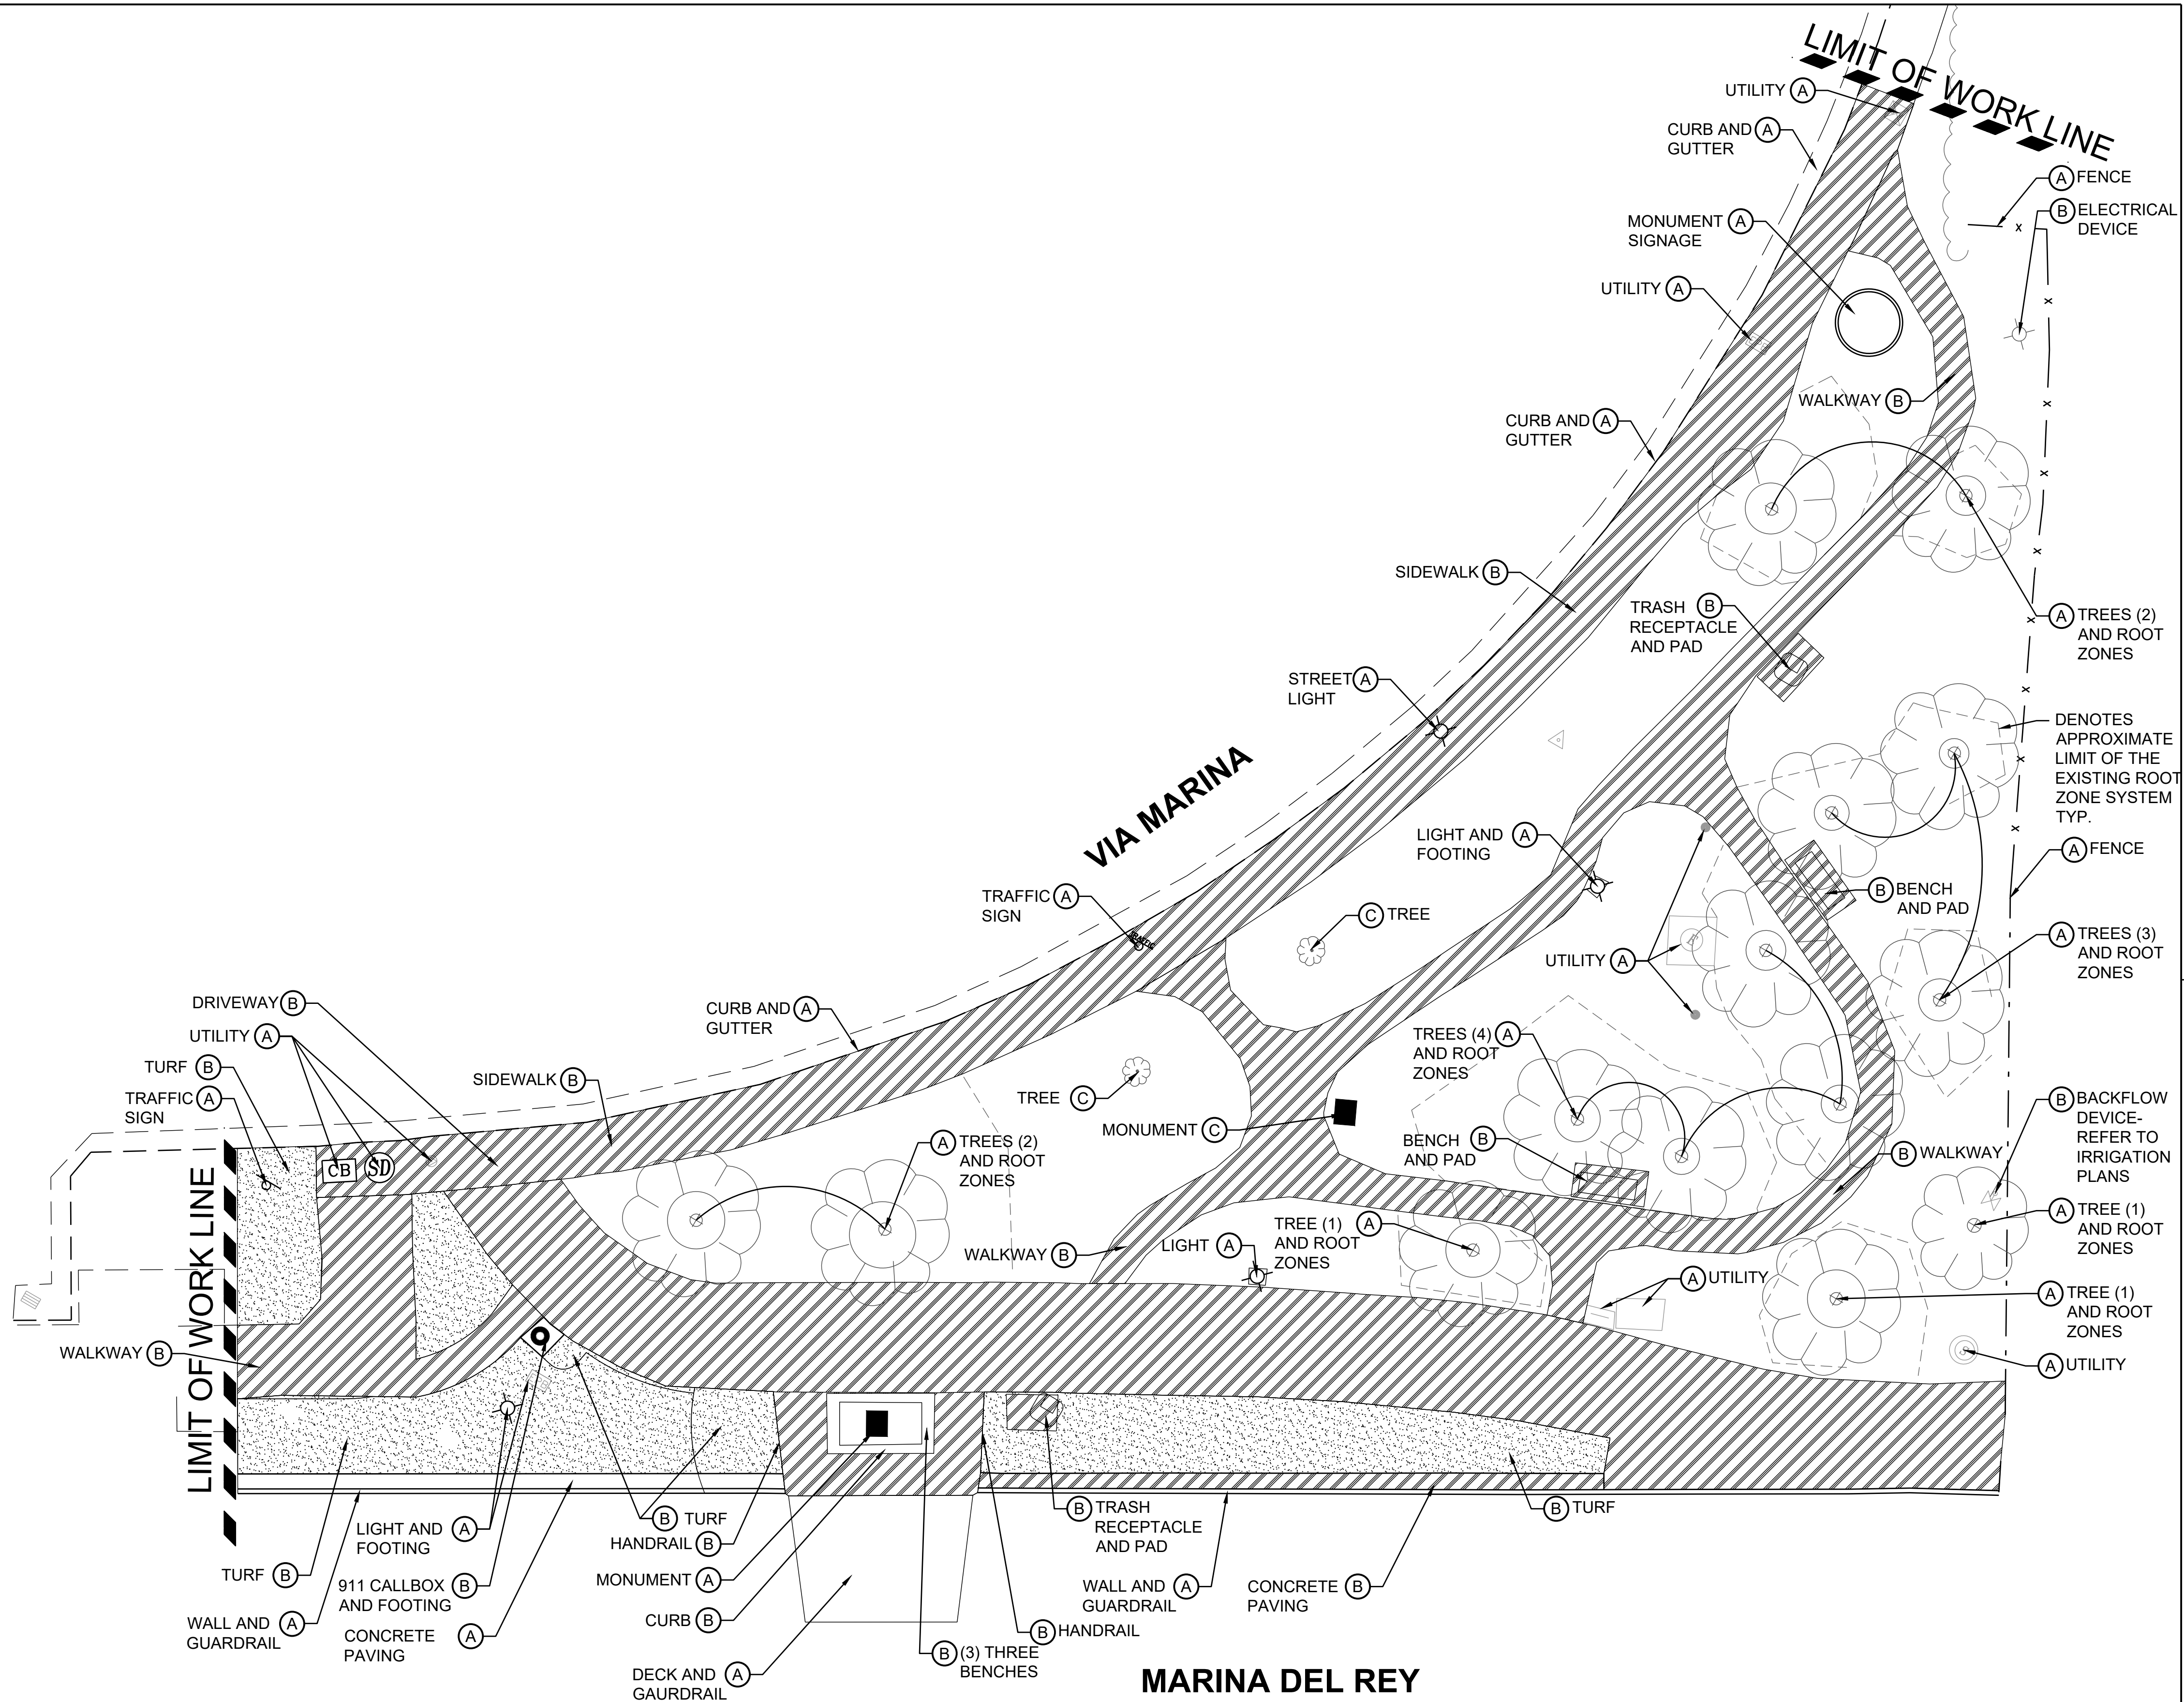 LIMIT OF WORK LINE
UTILITY A
CURB AND A
GUTTER
A FENCE
B ELECTRICAL
DEVICE
MONUMENT A
SIGNAGE
UTILITY A
WALKWAY B
CURB AND A
GUTTER
SIDEWALK B
TRASH B
RECEPTACLE
AND PAD
A TREES (2)
AND ROOT
ZONES
STREET A
LIGHT
DENOTES
APPROXIMATE
LIMIT OF THE
EXISTING ROOT
ZONE SYSTEM
TYP.
VIA MARINA
LIGHT AND A
FOOTING
A FENCE
TRAFFIC A
SIGN
TRAFFIC
C TREE
B BENCH
AND PAD
UTILITY A
A TREES (3)
AND ROOT
ZONES
DRIVEWAY B
UTILITY A
CURB AND A
GUTTER
TREES (4) A
AND ROOT
ZONES
TURF B
SIDEWALK B
TRAFFIC A
SIGN
TREE C
MONUMENT C
B BACKFLOW
DEVICE-
REFER TO
IRRIGATION
PLANS
CB
SD
A TREES (2)
AND ROOT
ZONES
BENCH B
AND PAD
B WALKWAY
LIMIT OF WORK LINE
WALKWAY B
LIGHT A
TREE (1) A
AND ROOT
ZONES
A TREE (1)
AND ROOT
ZONES
A UTILITY
A TREE (1)
AND ROOT
ZONES
WALKWAY B
A UTILITY
LIGHT AND A
FOOTING
B TURF
HANDRAIL B
B TRASH
RECEPTACLE
AND PAD
B TURF
TURF B
911 CALLBOX B
AND FOOTING
MONUMENT A
WALL AND A
GUARDRAIL
CONCRETE B
PAVING
WALL AND A
GUARDRAIL
CONCRETE A
PAVING
CURB B
B HANDRAIL
B (3) THREE
BENCHES
DECK AND A
GAURDRAIL
MARINA DEL REY